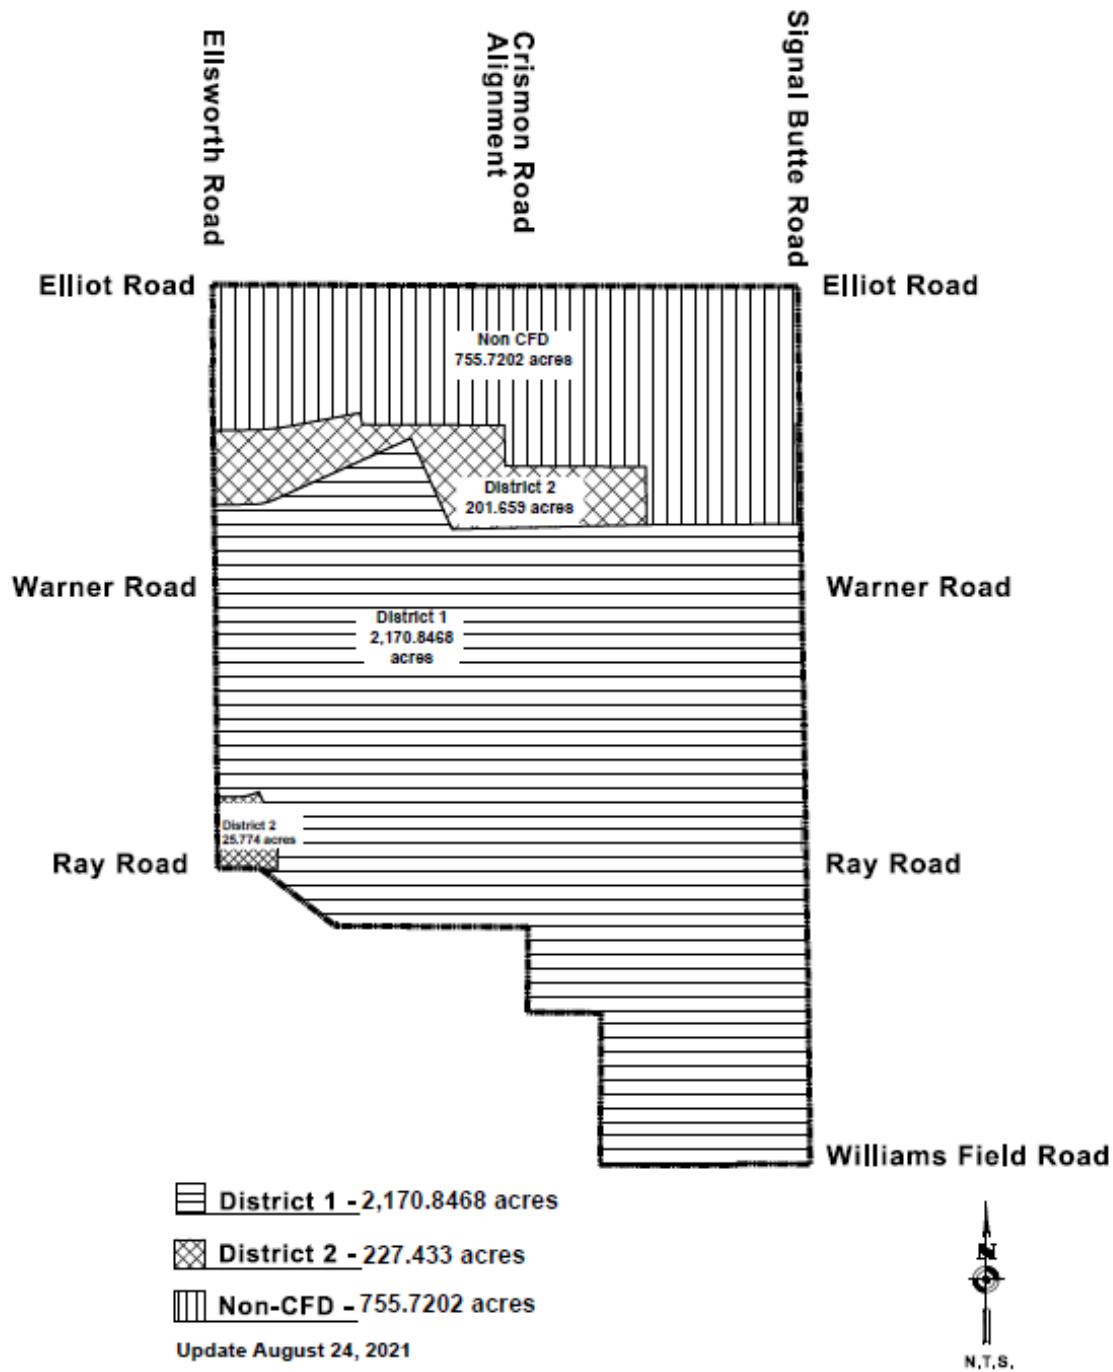 Ellsworth Road
Crismon Road
Alignment
Signal Butte Road
Elliot Road
Elliot Road
Non CFD
755.7202 acres
District 2
201.659 acres
Warner Road
Warner Road
District 1
2,170.8468
acres
District 2
25.774 acres
Ray Road
Ray Road
Williams Field Road
District 1 - 2,170.8468 acres
District 2 - 227.433 acres
Non-CFD - 755.7202 acres
Update August 24, 2021
N
N.T.S.